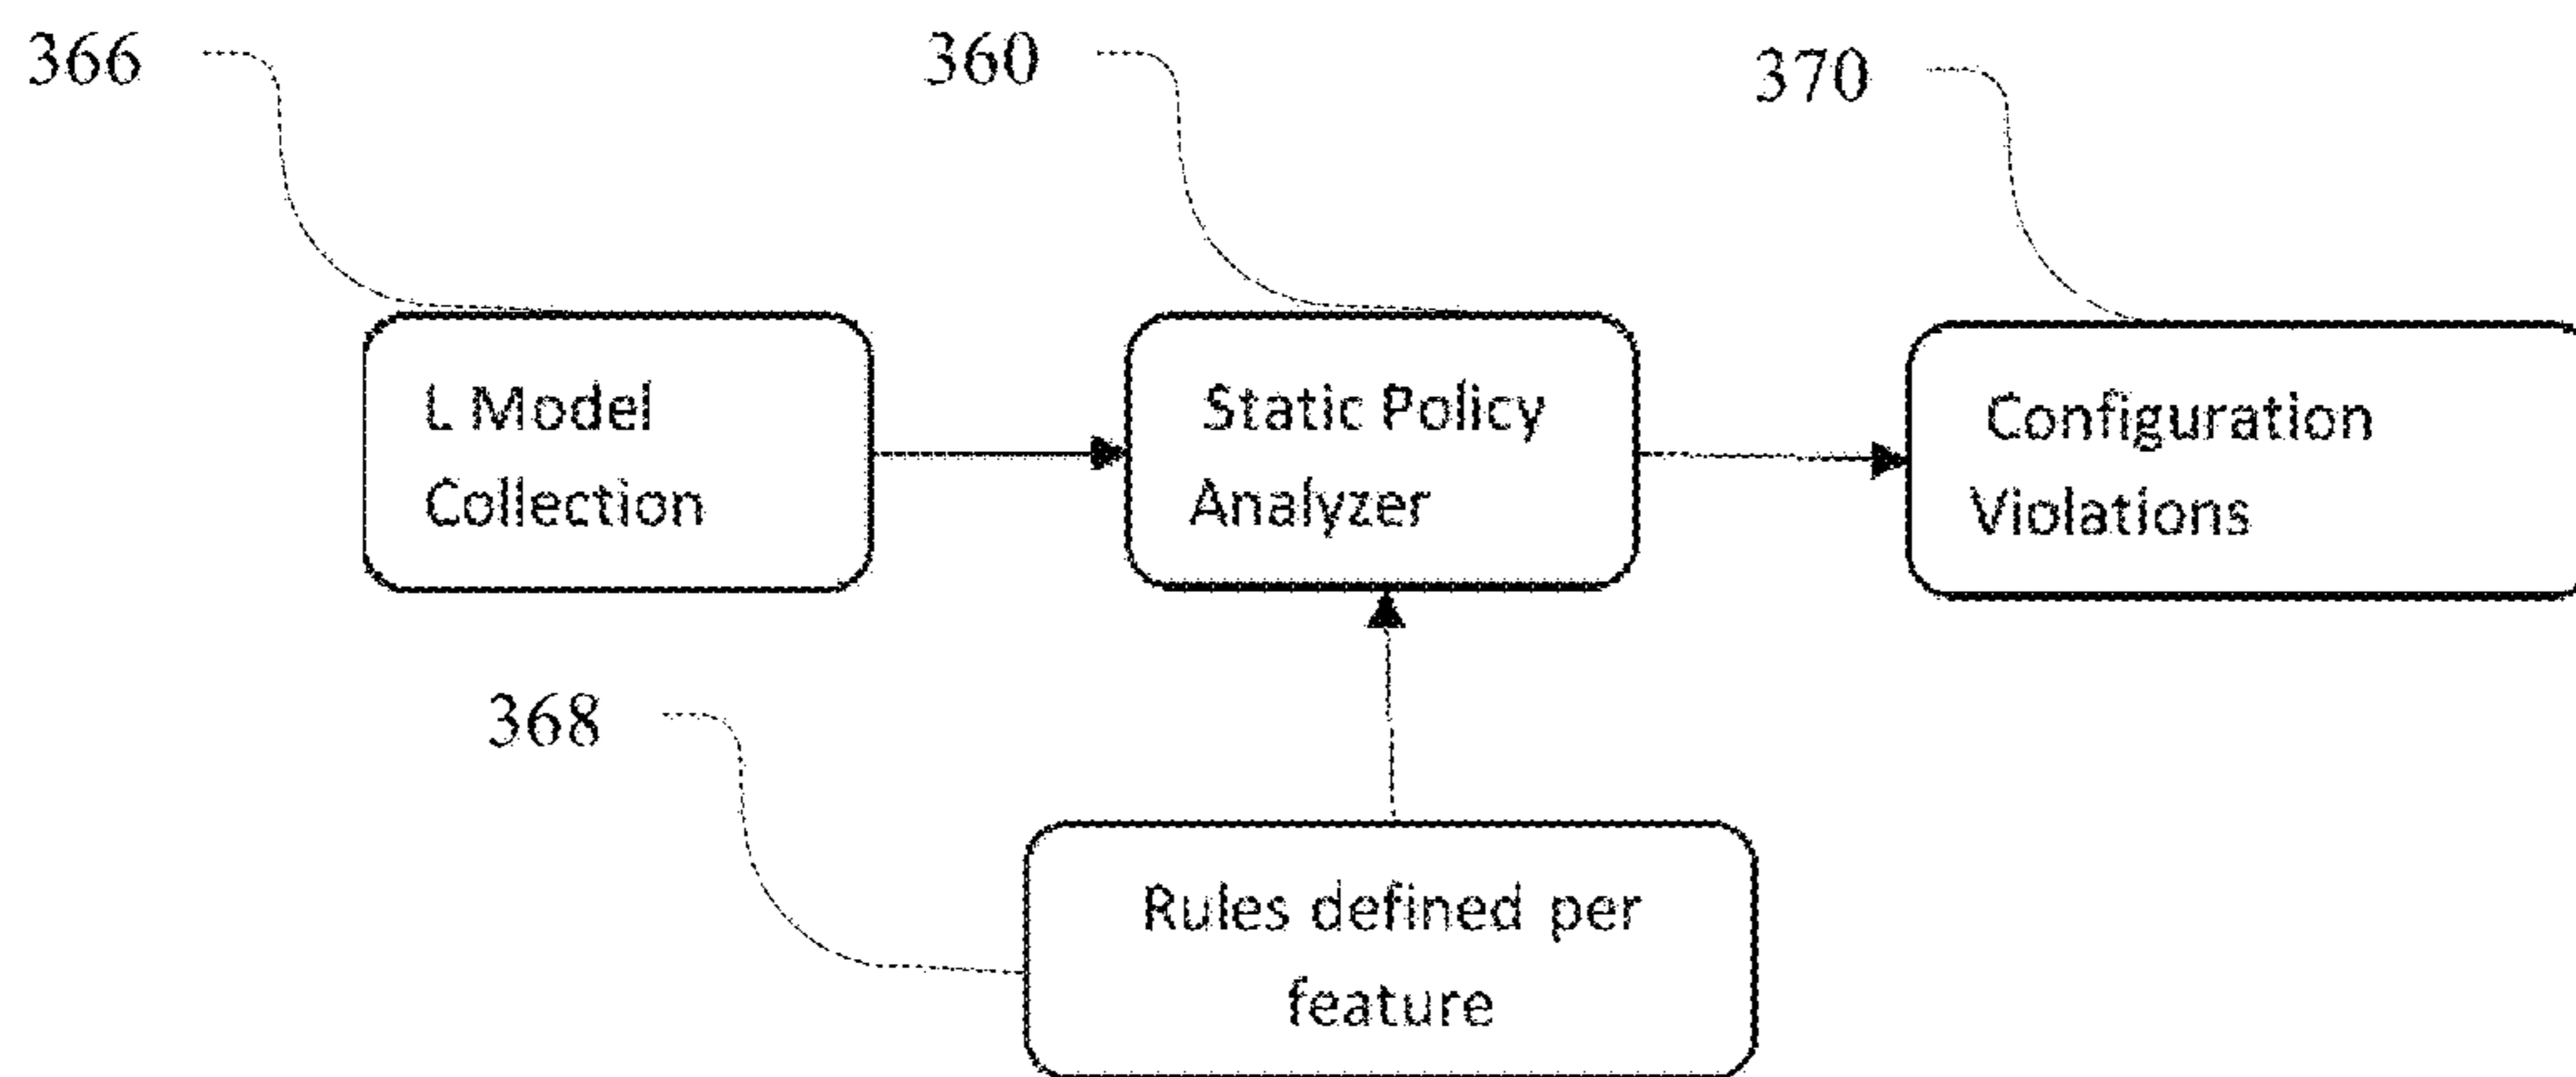 366
360
370
L Model
Collection
Static Policy
Analyzer
Configuration
Violations
368
Rules defined per
feature